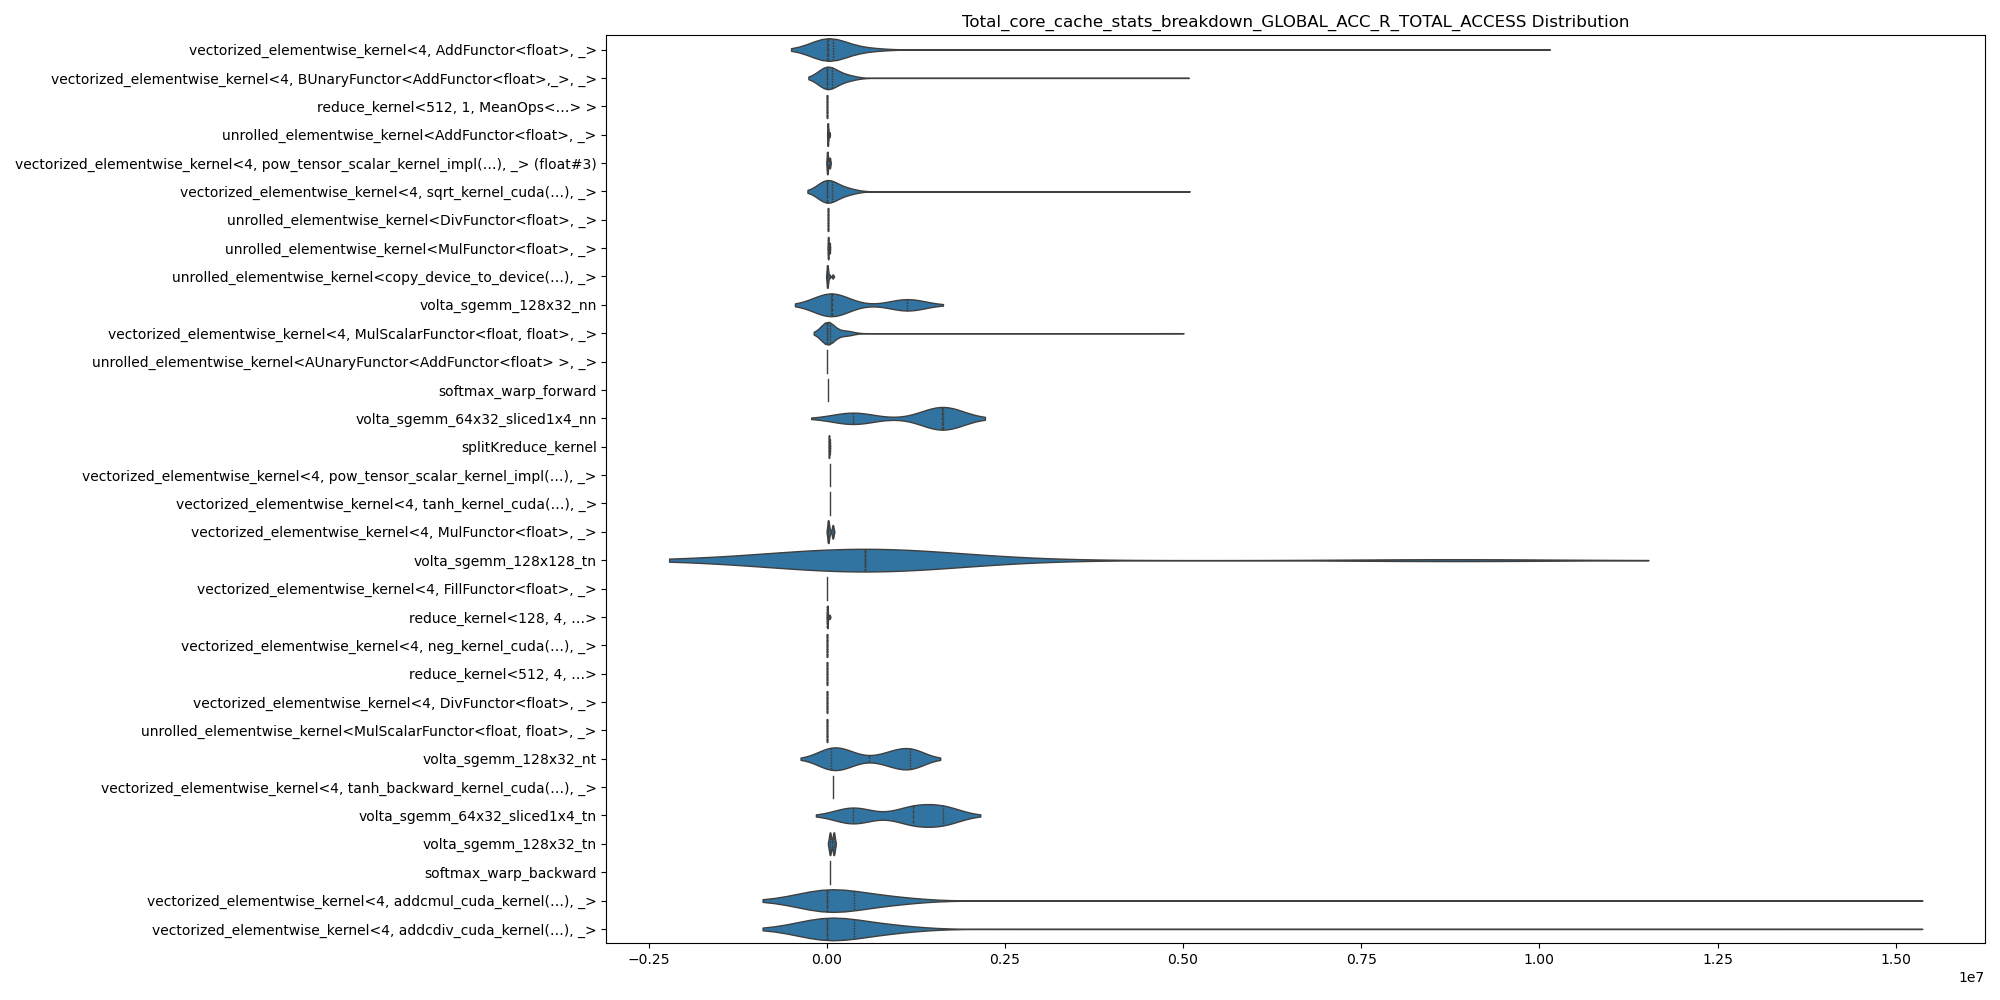 Total_core_cache_stats_breakdown_GLOBAL_ACC_R_TOTAL_ACCESS Distribution
vectorized_elementwise_kernel<4, AddFunctor<float>, _>
vectorized_elementwise_kernel<4, BUnaryFunctor<AddFunctor<float>,_>, _>
reduce_kernel<512, 1, MeanOps<...> >
unrolled_elementwise_kernel<AddFunctor<float>, _>
vectorized_elementwise_kernel<4, pow_tensor_scalar_kernel_impl(...), _> (float#3)
vectorized_elementwise_kernel<4, sqrt_kernel_cuda(...), _>
unrolled_elementwise_kernel<DivFunctor<float>, _>
unrolled_elementwise_kernel<MulFunctor<float>, _>
unrolled_elementwise_kernel<copy_device_to_device(...), _>
volta_sgemm_128x32_nn
vectorized_elementwise_kernel<4, MulScalarFunctor<float, float>, _>
unrolled_elementwise_kernel<AUnaryFunctor<AddFunctor<float> >, _>
softmax_warp_forward
volta_sgemm_64x32_sliced1x4_nn
splitKreduce_kernel
vectorized_elementwise_kernel<4, pow_tensor_scalar_kernel_impl(...), _>
vectorized_elementwise_kernel<4, tanh_kernel_cuda(...), _>
vectorized_elementwise_kernel<4, MulFunctor<float>, _>
volta_sgemm_128x128_tn
vectorized_elementwise_kernel<4, FillFunctor<float>, _>
reduce_kernel<128, 4, ...>
vectorized_elementwise_kernel<4, neg_kernel_cuda(...), _>
reduce_kernel<512, 4, ...>
vectorized_elementwise_kernel<4, DivFunctor<float>, _>
unrolled_elementwise_kernel<MulScalarFunctor<float, float>, _>
volta_sgemm_128x32_nt
vectorized_elementwise_kernel<4, tanh_backward_kernel_cuda(...), _>
volta_sgemm_64x32_sliced1x4_tn
volta_sgemm_128x32_tn
softmax_warp_backward
vectorized_elementwise_kernel<4, addcmul_cuda_kernel(...), _>
vectorized_elementwise_kernel<4, addcdiv_cuda_kernel(...), _>
−0.25 0.00 0.25 0.50 0.75 1.00 1.25 1.50
1e7